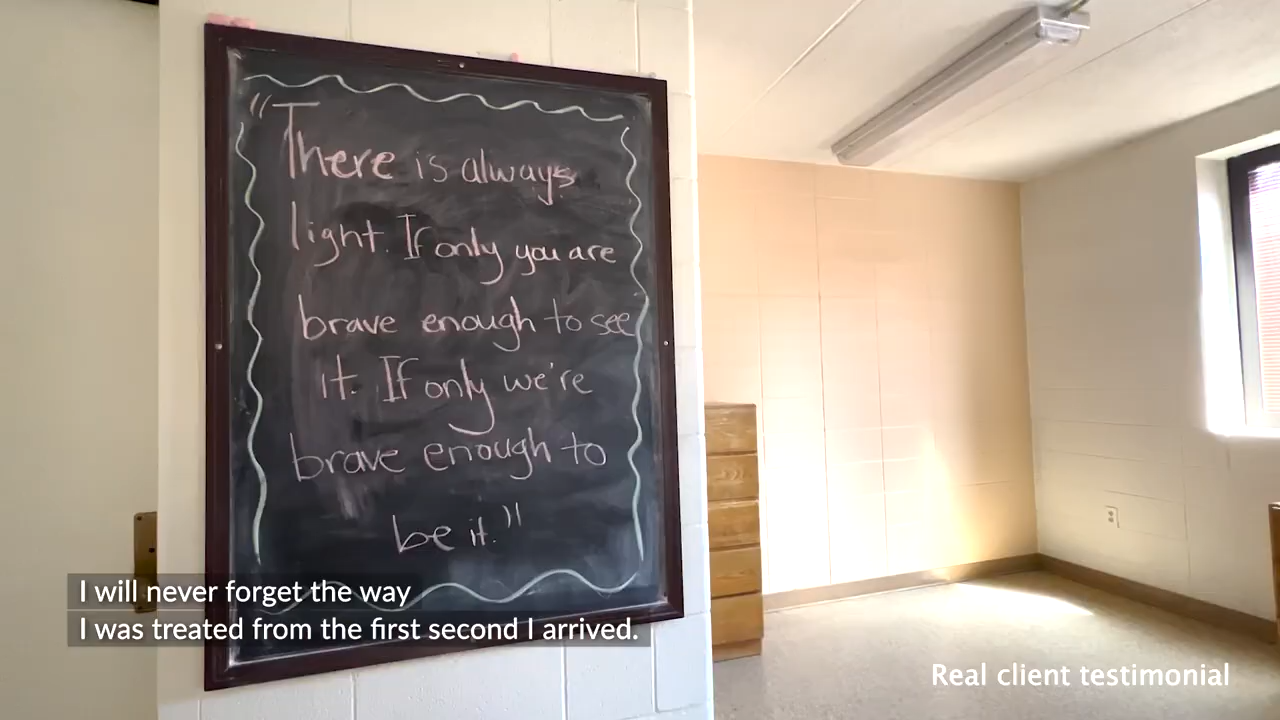 "There is always
light. If only you are
brave enough to see
it. If only we're
brave enough to
be it."
I will never forget the way
I was treated from the first second I arrived.
Real client testimonial